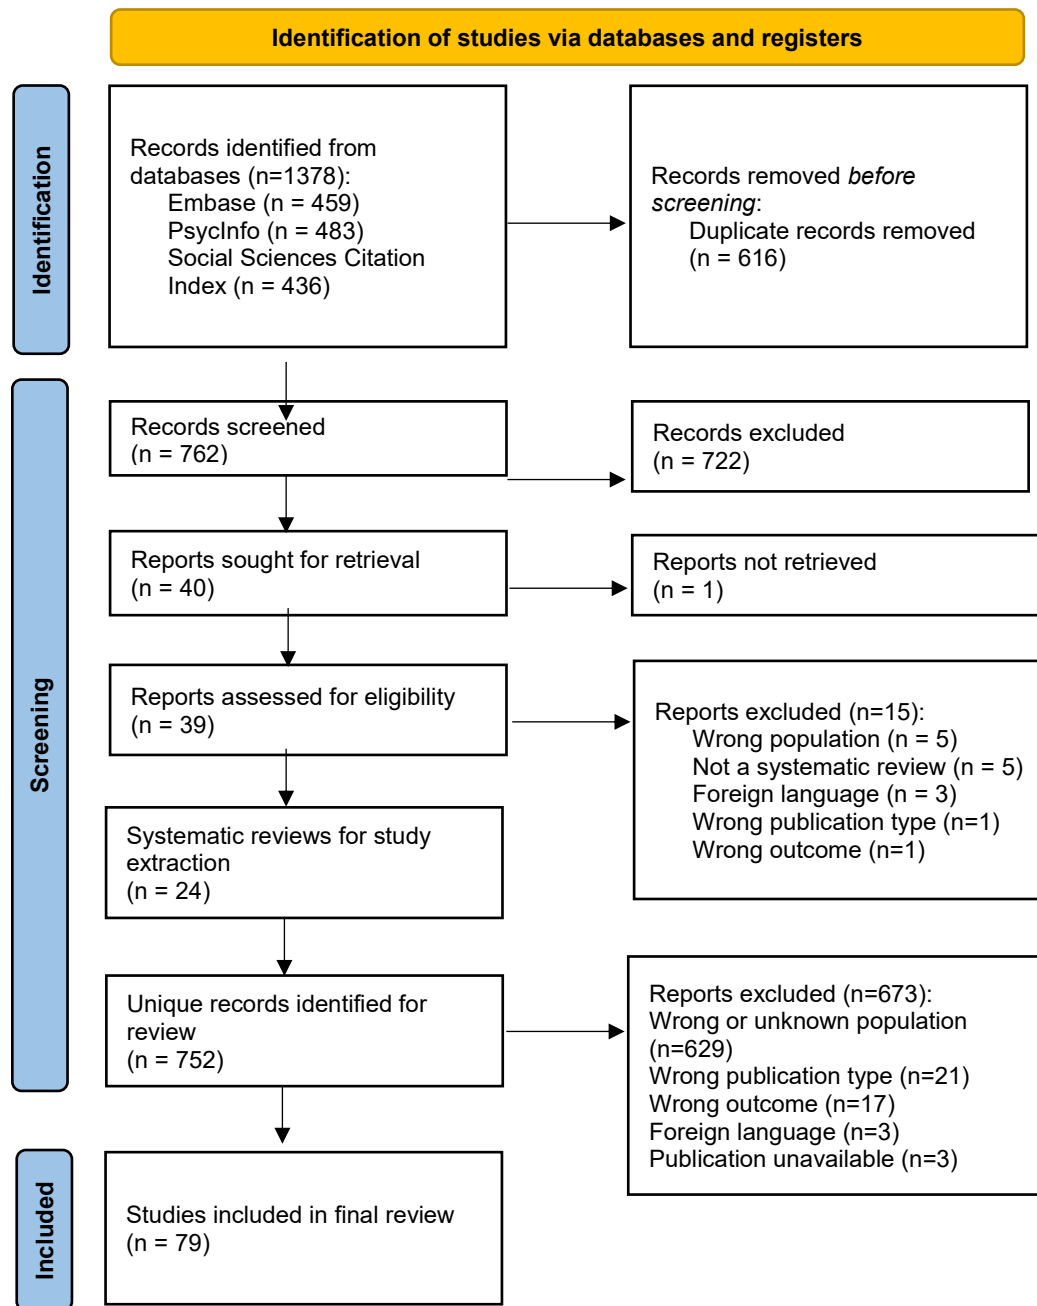 Identification of studies via databases and registers
Identification
Records identified from
databases (n=1378):
Embase (n = 459)
PsycInfo (n = 483)
Social Sciences Citation
Index (n = 436)
Records removed before
screening:
Duplicate records removed
(n = 616)
Screening
Records screened
(n = 762)
Records excluded
(n = 722)
Reports sought for retrieval
(n = 40)
Reports not retrieved
(n = 1)
Reports assessed for eligibility
(n = 39)
Reports excluded (n=15):
Wrong population (n = 5)
Not a systematic review (n = 5)
Foreign language (n = 3)
Wrong publication type (n=1)
Wrong outcome (n=1)
Systematic reviews for study
extraction
(n = 24)
Unique records identified for
review
(n = 752)
Reports excluded (n=673):
Wrong or unknown population
(n=629)
Wrong publication type (n=21)
Wrong outcome (n=17)
Foreign language (n=3)
Publication unavailable (n=3)
Included
Studies included in final review
(n = 79)